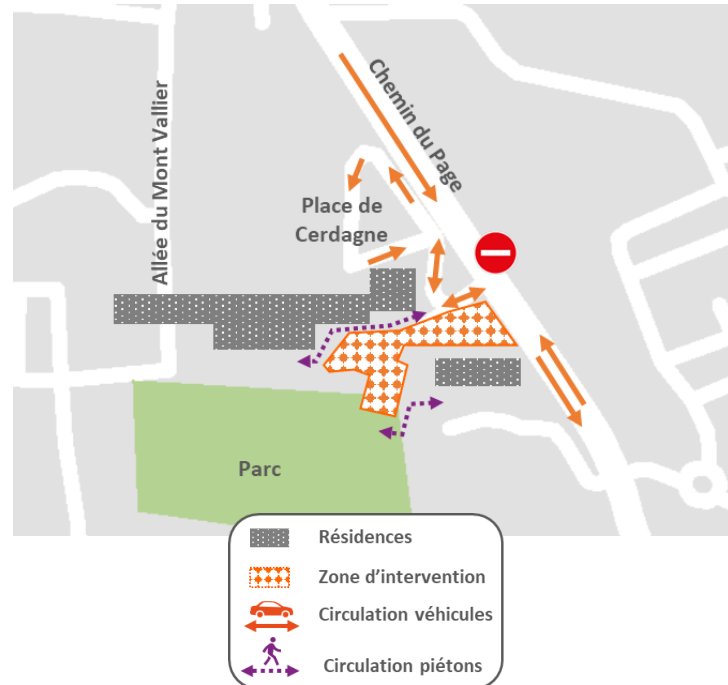 Chemin du Page
Allée du Mont Vallier
Place de
Cerdagne
Parc
Résidences
Zone d'intervention
Circulation véhicules
Circulation piétons